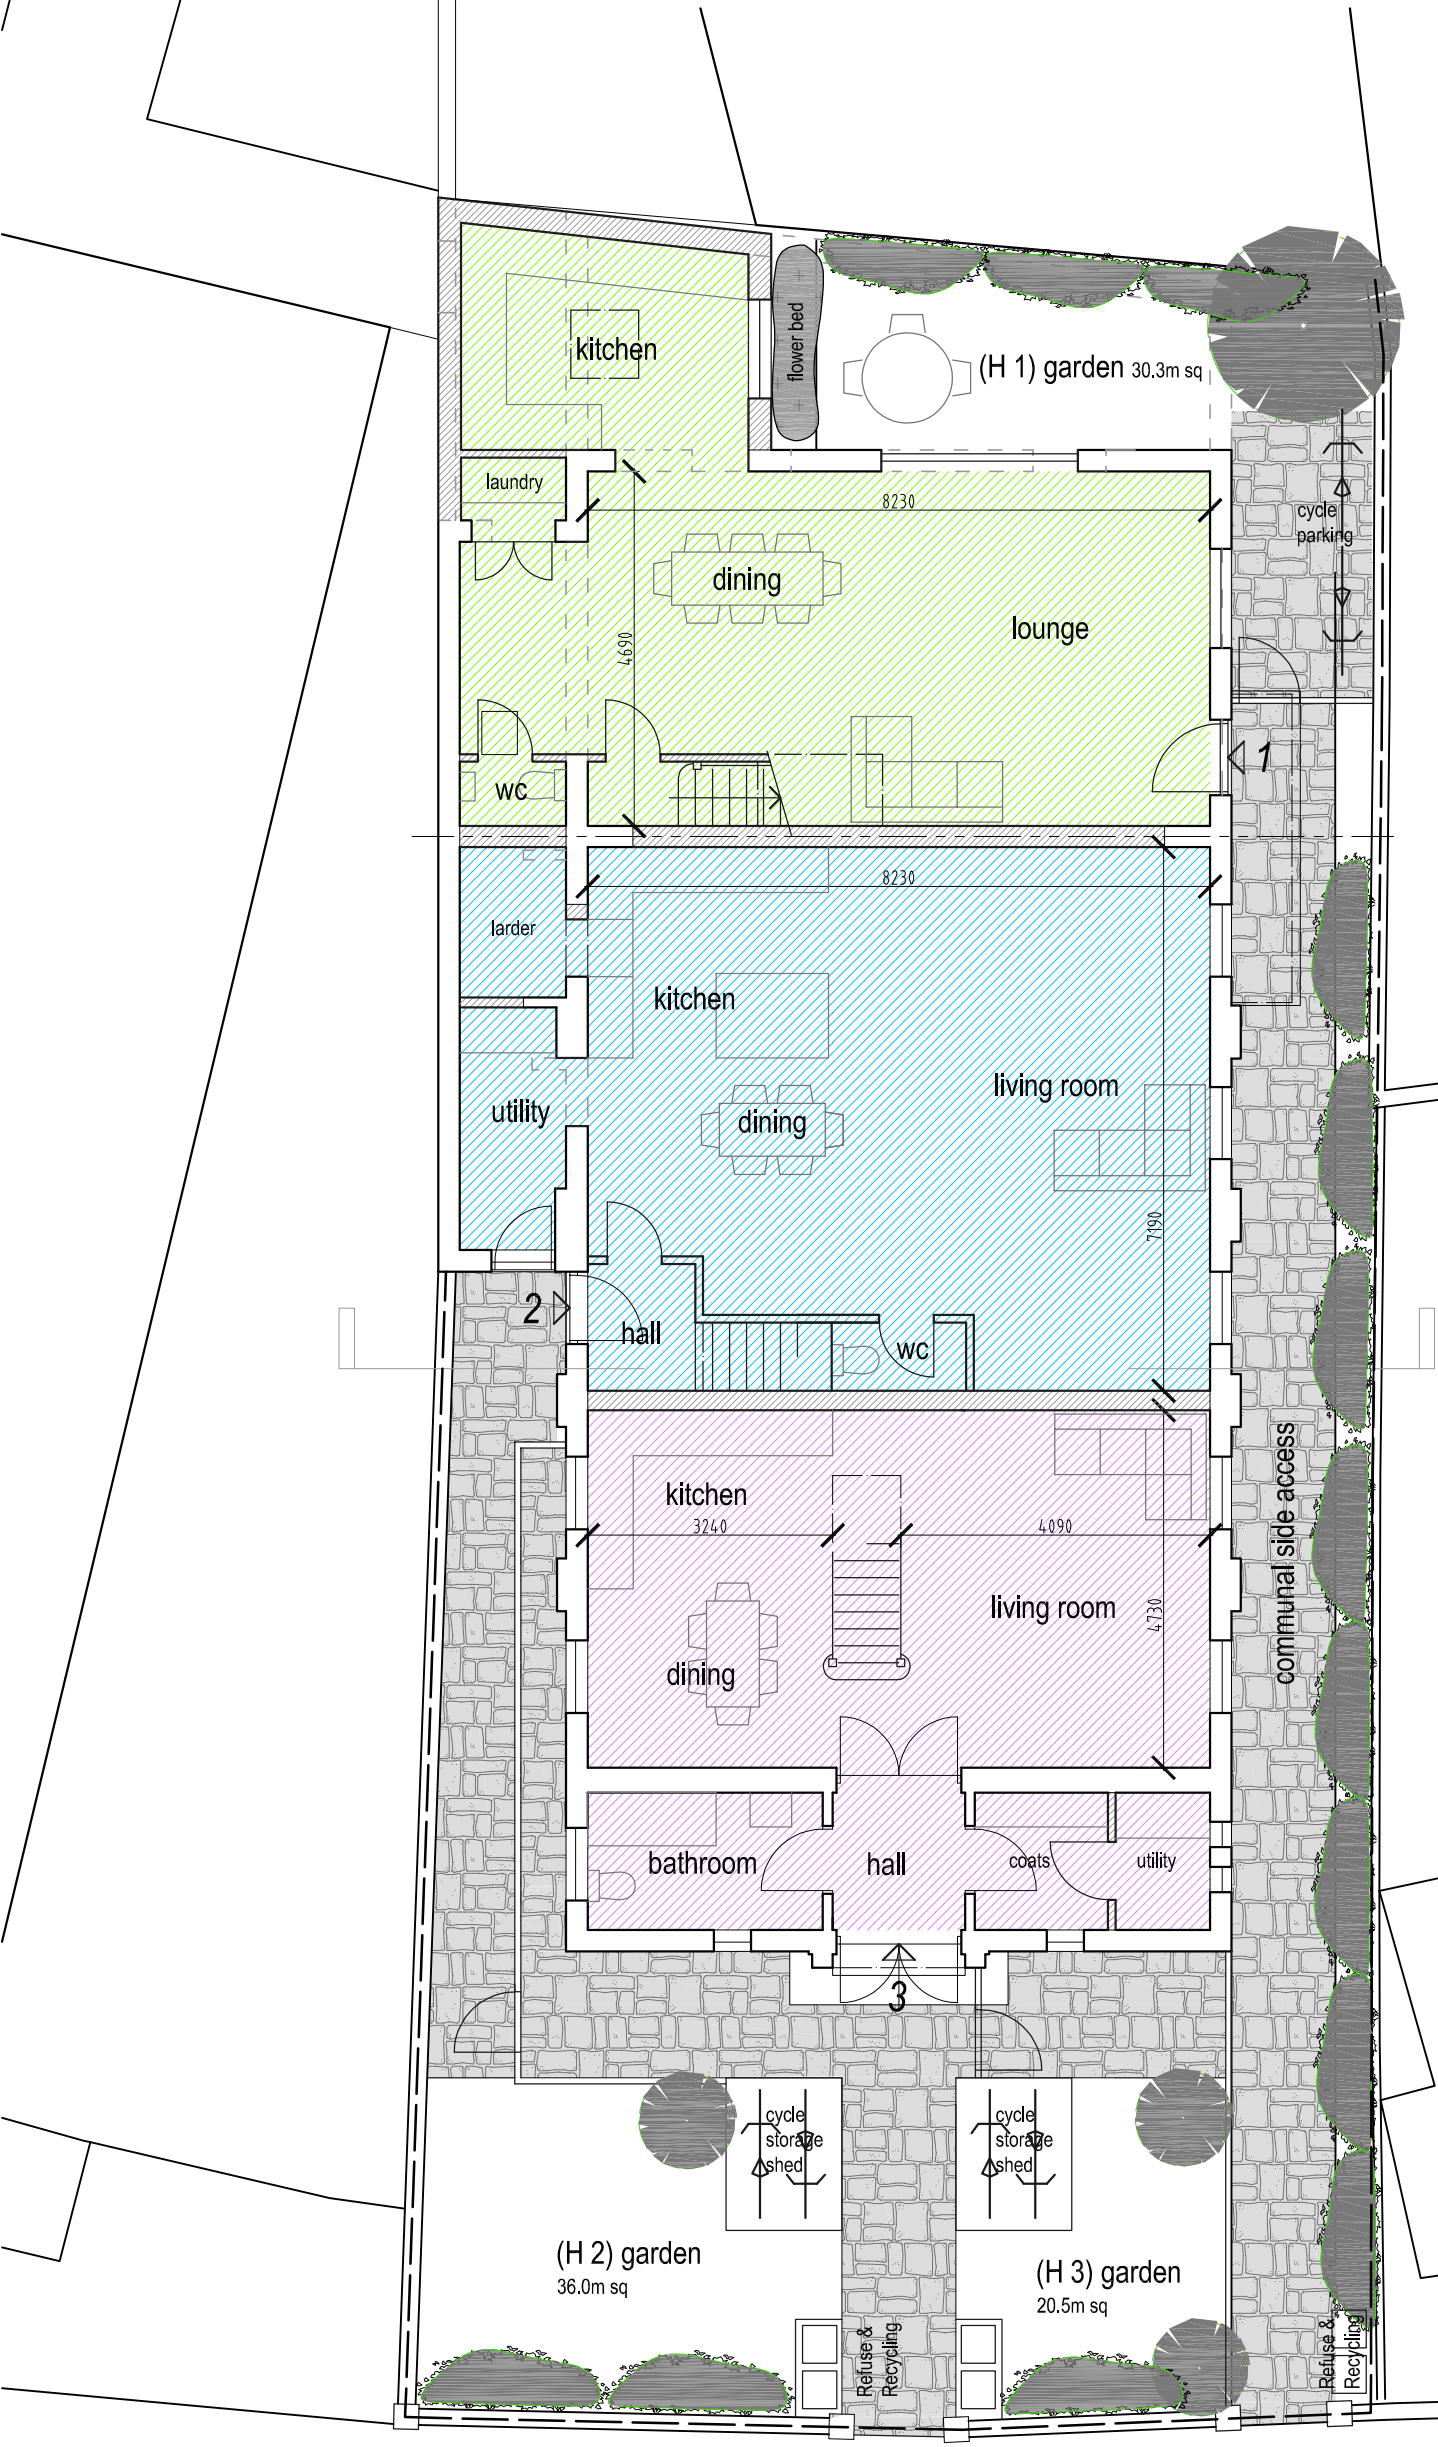 kitchen
flower bed
(H 1) garden 30.3m sq
laundry
8230
cycle
parking
dining
lounge
4690
1
wc
8230
larder
kitchen
living room
utility
dining
7190
2
hall
wc
communal side access
kitchen
3240
4090
living room
4730
dining
bathroom
hall
coats
utility
3
cycle
storage
shed
cycle
storage
shed
(H 2) garden
36.0m sq
(H 3) garden
20.5m sq
Refuse &
Recycling
Refuse &
Recycling